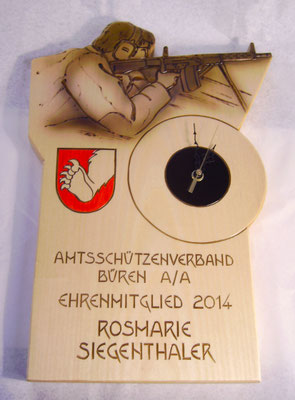 AMTSSCHÜTZENVERBAND
BÜREN A/A
EHRENMITGLIED 2014
ROSMARIE
SIEGENTHALER